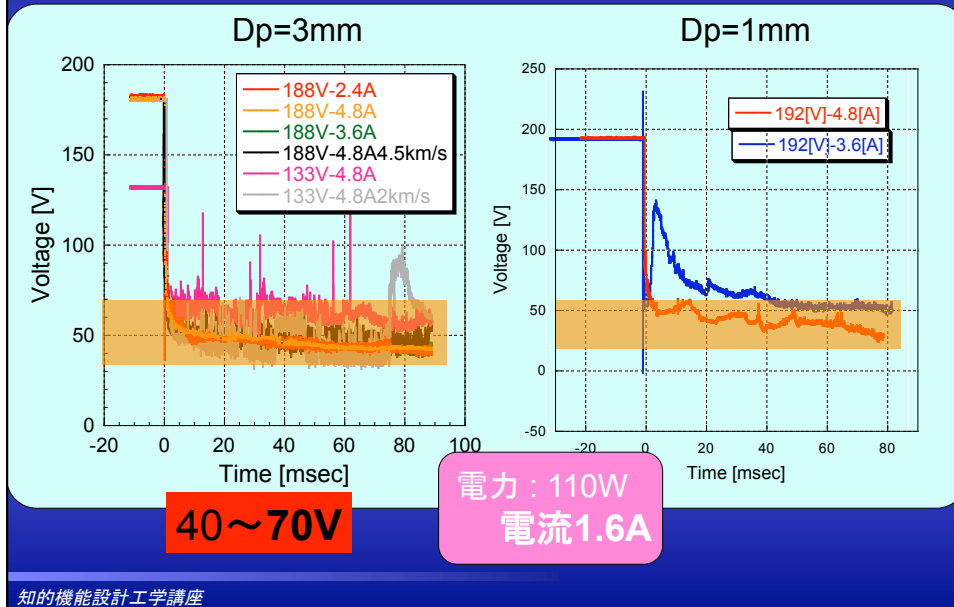 Dp=3mm
Dp=1mm
200
150
100
50
0
Voltage [V]
-20
0
20
40
60
80
100
Time [msec]
188V-2.4A
188V-4.8A
188V-3.6A
188V-4.8A4.5km/s
133V-4.8A
133V-4.8A2km/s
250
200
150
100
50
0
-50
Voltage [V]
-20
0
20
40
60
80
Time [msec]
192[V]-4.8[A]
192[V]-3.6[A]
40～70V
電力 : 110W
電流1.6A
知的機能設計工学講座